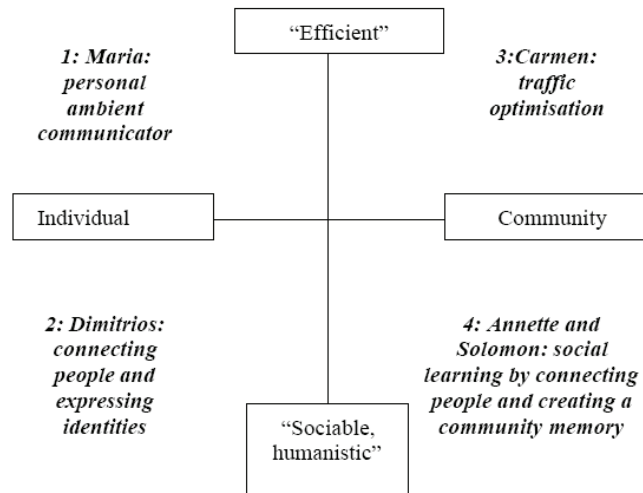 “Efficient”
1: Maria:
personal
ambient
communicator
3:Carmen:
traffic
optimisation
Individual
Community
2: Dimitrios:
connecting
people and
expressing
identities
4: Annette and
Solomon: social
learning by connecting
people and creating a
community memory
“Sociable,
humanistic”